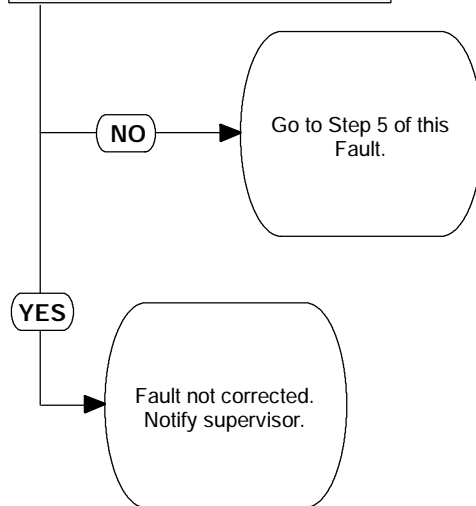 NO
Go to Step 5 of this
Fault.
YES
Fault not corrected.
Notify supervisor.